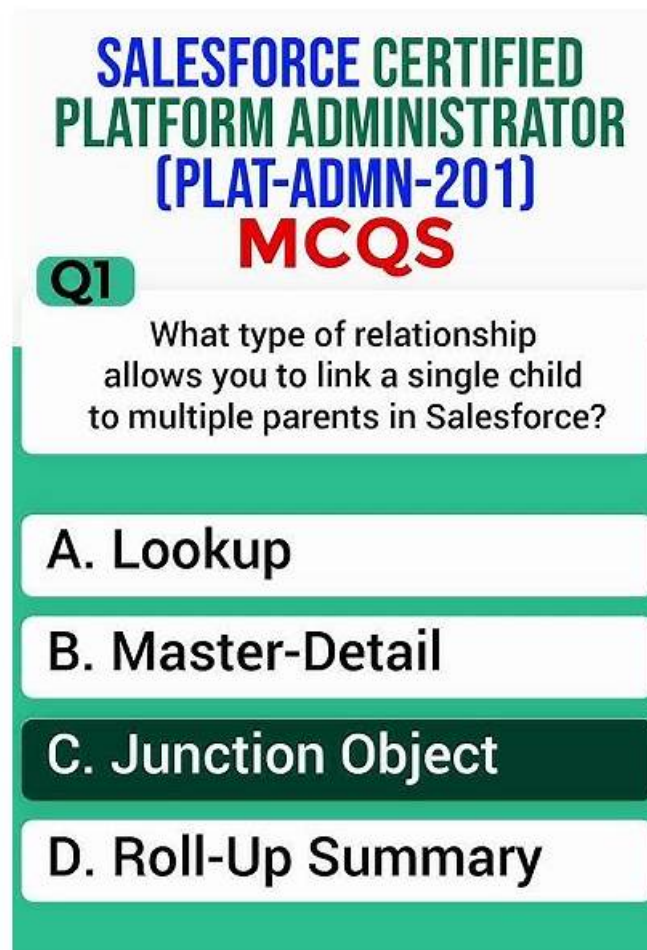 SALESFORCE CERTIFIED
PLATFORM ADMINISTRATOR
(PLAT-ADMN-201)
MCQS
Q1
What type of relationship
allows you to link a single child
to multiple parents in Salesforce?
A. Lookup
B. Master-Detail
C. Junction Object
D. Roll-Up Summary